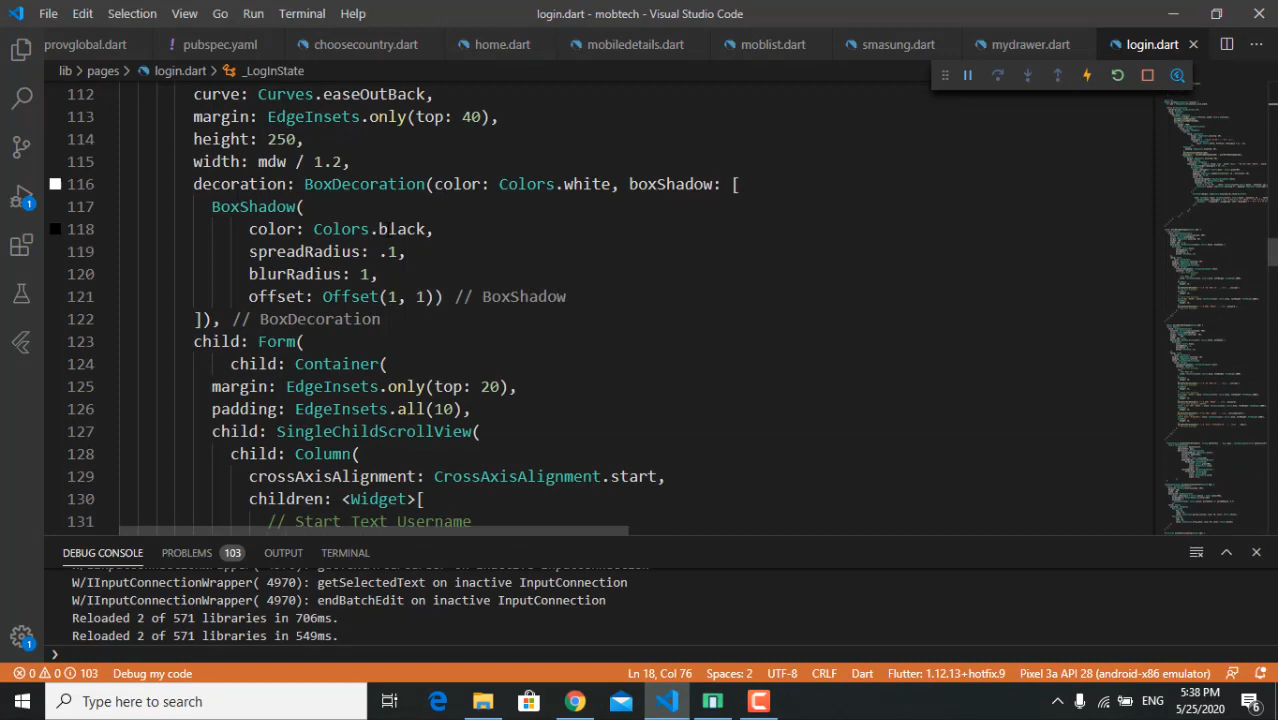 File Edit Selection View Go Run Terminal Help login.dart - mobtech - Visual Studio Code
provglobal.dart pubspec.yaml choosecountry.dart home.dart mobiledetails.dart moblist.dart smasung.dart mydrawer.dart login.dart
lib > pages > login.dart > _LogInState
112 curve: Curves.easeOutBack,
113 margin: EdgeInsets.only(top: 40),
114 height: 250,
115 width: mdw / 1.2,
116 decoration: BoxDecoration(color: Colors.white, boxShadow: [
117 BoxShadow(
118 color: Colors.black,
119 spreadRadius: .1,
120 blurRadius: 1,
121 offset: Offset(1, 1)) // BoxShadow
122 ]), // BoxDecoration
123 child: Form(
124 child: Container(
125 margin: EdgeInsets.only(top: 20),
126 padding: EdgeInsets.all(10),
127 child: SingleChildScrollView(
128 child: Column(
129 crossAxisAlignment: CrossAxisAlignment.start,
130 children: <Widget>[
131 // Start Text Username
DEBUG CONSOLE PROBLEMS 103 OUTPUT TERMINAL
W/IInputConnectionWrapper( 4970): getSelectedText on inactive InputConnection
W/IInputConnectionWrapper( 4970): endBatchEdit on inactive InputConnection
Reloaded 2 of 571 libraries in 706ms.
Reloaded 2 of 571 libraries in 549ms.
0 0 103 Debug my code Ln 18, Col 76 Spaces: 2 UTF-8 CRLF Dart Flutter: 1.12.13+hotfix.9 Pixel 3a API 28 (android-x86 emulator)
Type here to search ENG 5:38 PM
5/25/2020 6